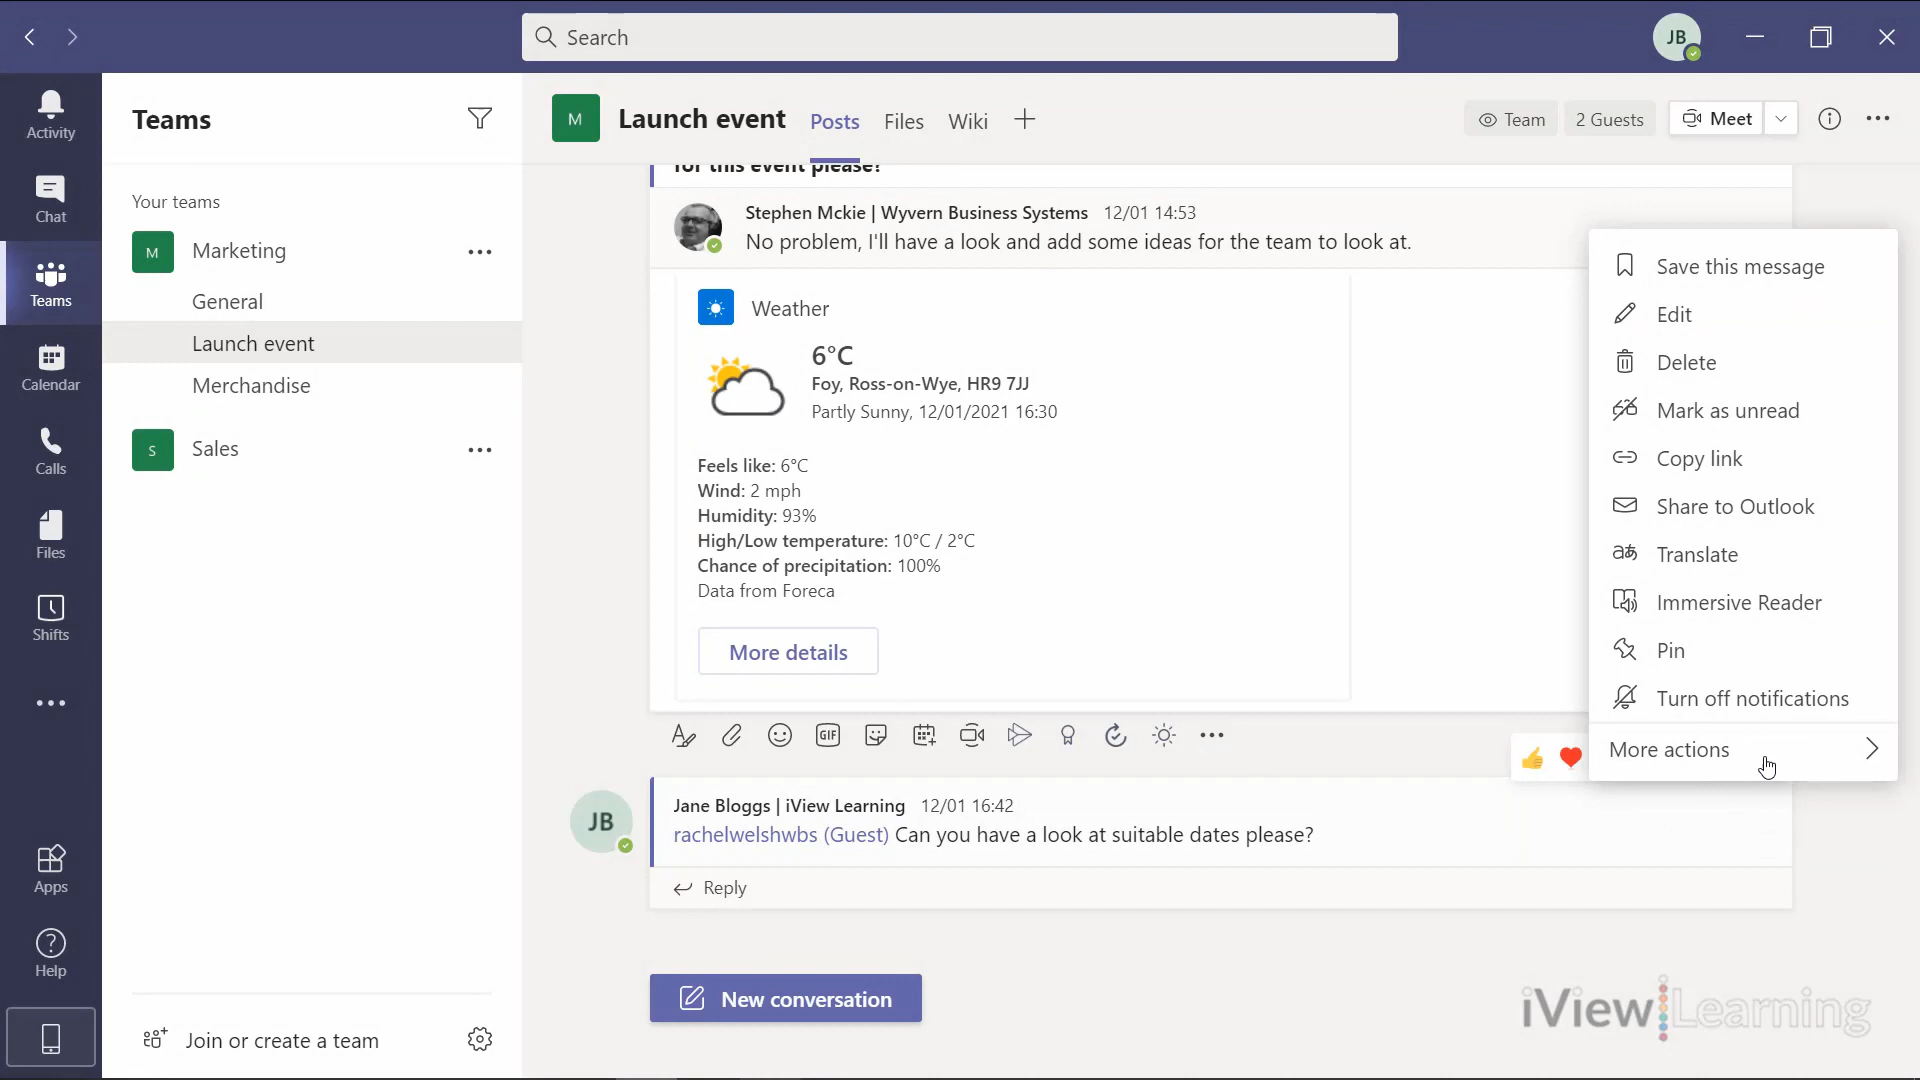 Search
JB
Activity
Chat
Teams
Calendar
Calls
Files
Shifts
Apps
Help
Teams
Your teams
M Marketing
General
Launch event
Merchandise
S Sales
Join or create a team
M Launch event Posts Files Wiki
Team 2 Guests Meet
for this event please?
Stephen Mckie | Wyvern Business Systems 12/01 14:53
No problem, I'll have a look and add some ideas for the team to look at.
Weather
6°C
Foy, Ross-on-Wye, HR9 7JJ
Partly Sunny, 12/01/2021 16:30
Feels like: 6°C
Wind: 2 mph
Humidity: 93%
High/Low temperature: 10°C / 2°C
Chance of precipitation: 100%
Data from Foreca
More details
GIF
JB
Jane Bloggs | iView Learning 12/01 16:42
rachelwelshwbs (Guest) Can you have a look at suitable dates please?
Reply
New conversation
Save this message
Edit
Delete
Mark as unread
Copy link
Share to Outlook
Translate
Immersive Reader
Pin
Turn off notifications
More actions
iView Learning